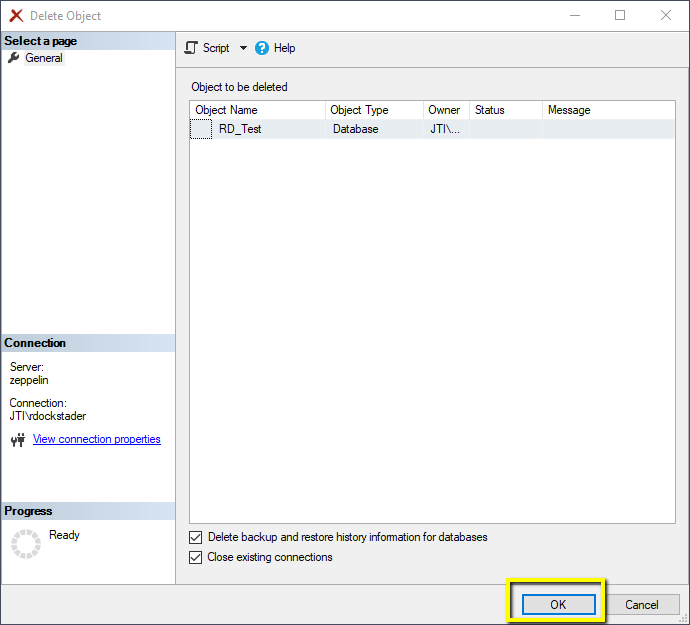 Delete Object
Select a page
General
Script Help
Object to be deleted
Object Name Object Type Owner Status Message
RD_Test Database JTI\...
Connection
Server:
zeppelin
Connection:
JTI\rdockstader
View connection properties
Progress
Ready
Delete backup and restore history information for databases
Close existing connections
OK Cancel